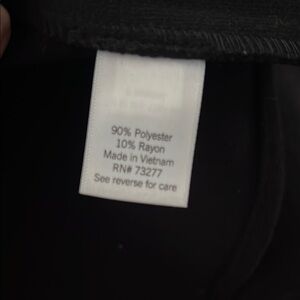 90% Polyester
10% Rayon
Made in Vietnam
RN# 73277
See reverse for care